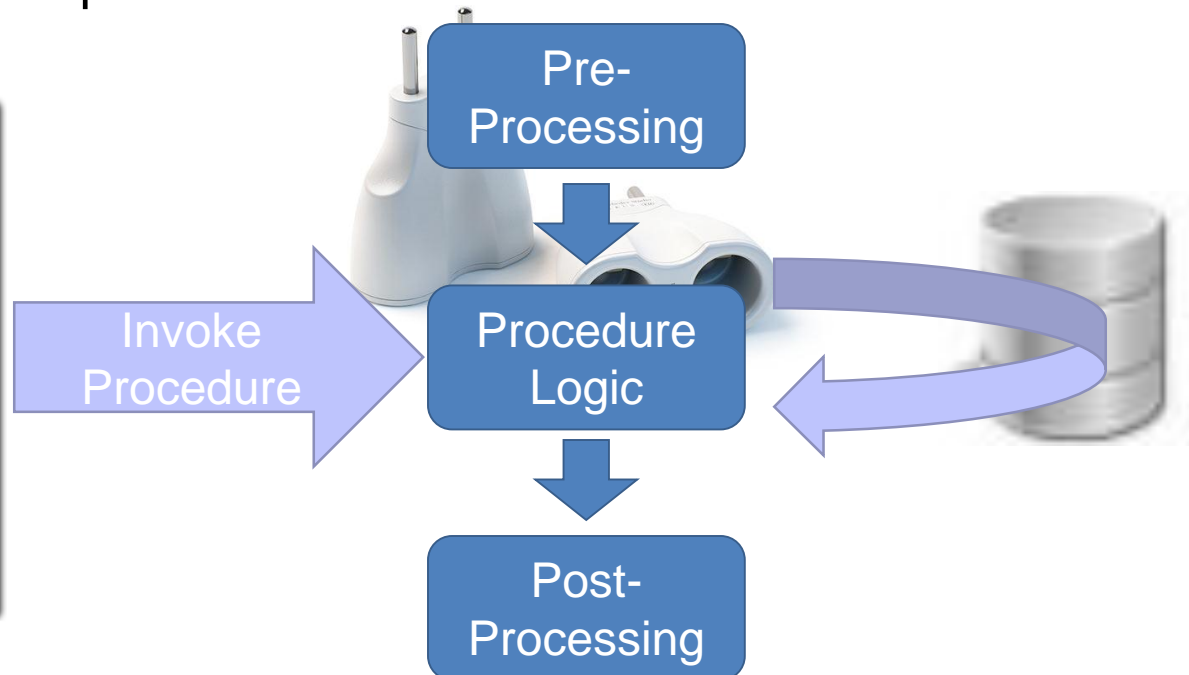 Pre-
Processing
Invoke
Procedure
Procedure
Logic
Post-
Processing